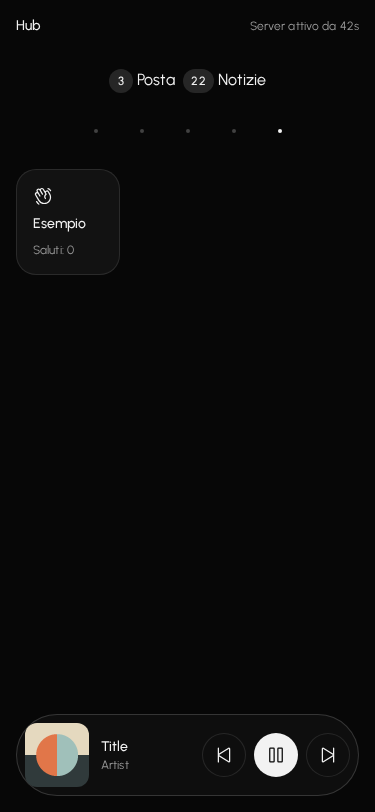 Hub
Server attivo da 42s
3 Posta 22 Notizie
Esempio
Saluti: 0
Title
Artist